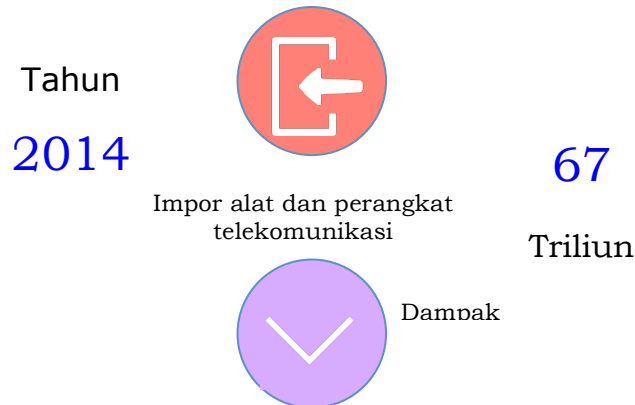 Tahun
2014
Impor alat dan perangkat
telekomunikasi
67
Triliun
Dampak